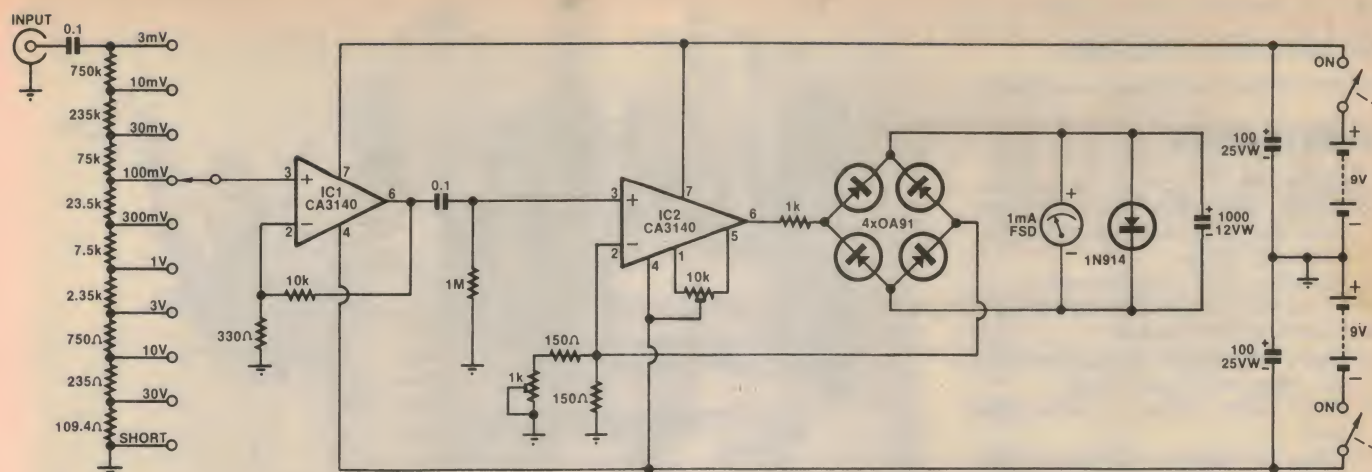 INPUT
0.1
3mV
750k
10mV
235k
30mV
75k
100mV
23.5k
300mV
7.5k
1V
2.35k
3V
750Ω
10V
235Ω
30V
109.4Ω
SHORT
3
+
7
IC1
CA3140
6
2
−
4
10k
330Ω
0.1
1M
3
+
7
IC2
CA3140
6
2
−
4
1
5
10k
150Ω
1k
150Ω
1k
4xOA91
+
1mA
FSD
−
1N914
+
1000
12VW
−
100
25VW
+
−
100
25VW
+
−
ON
+
9V
−
+
9V
−
ON